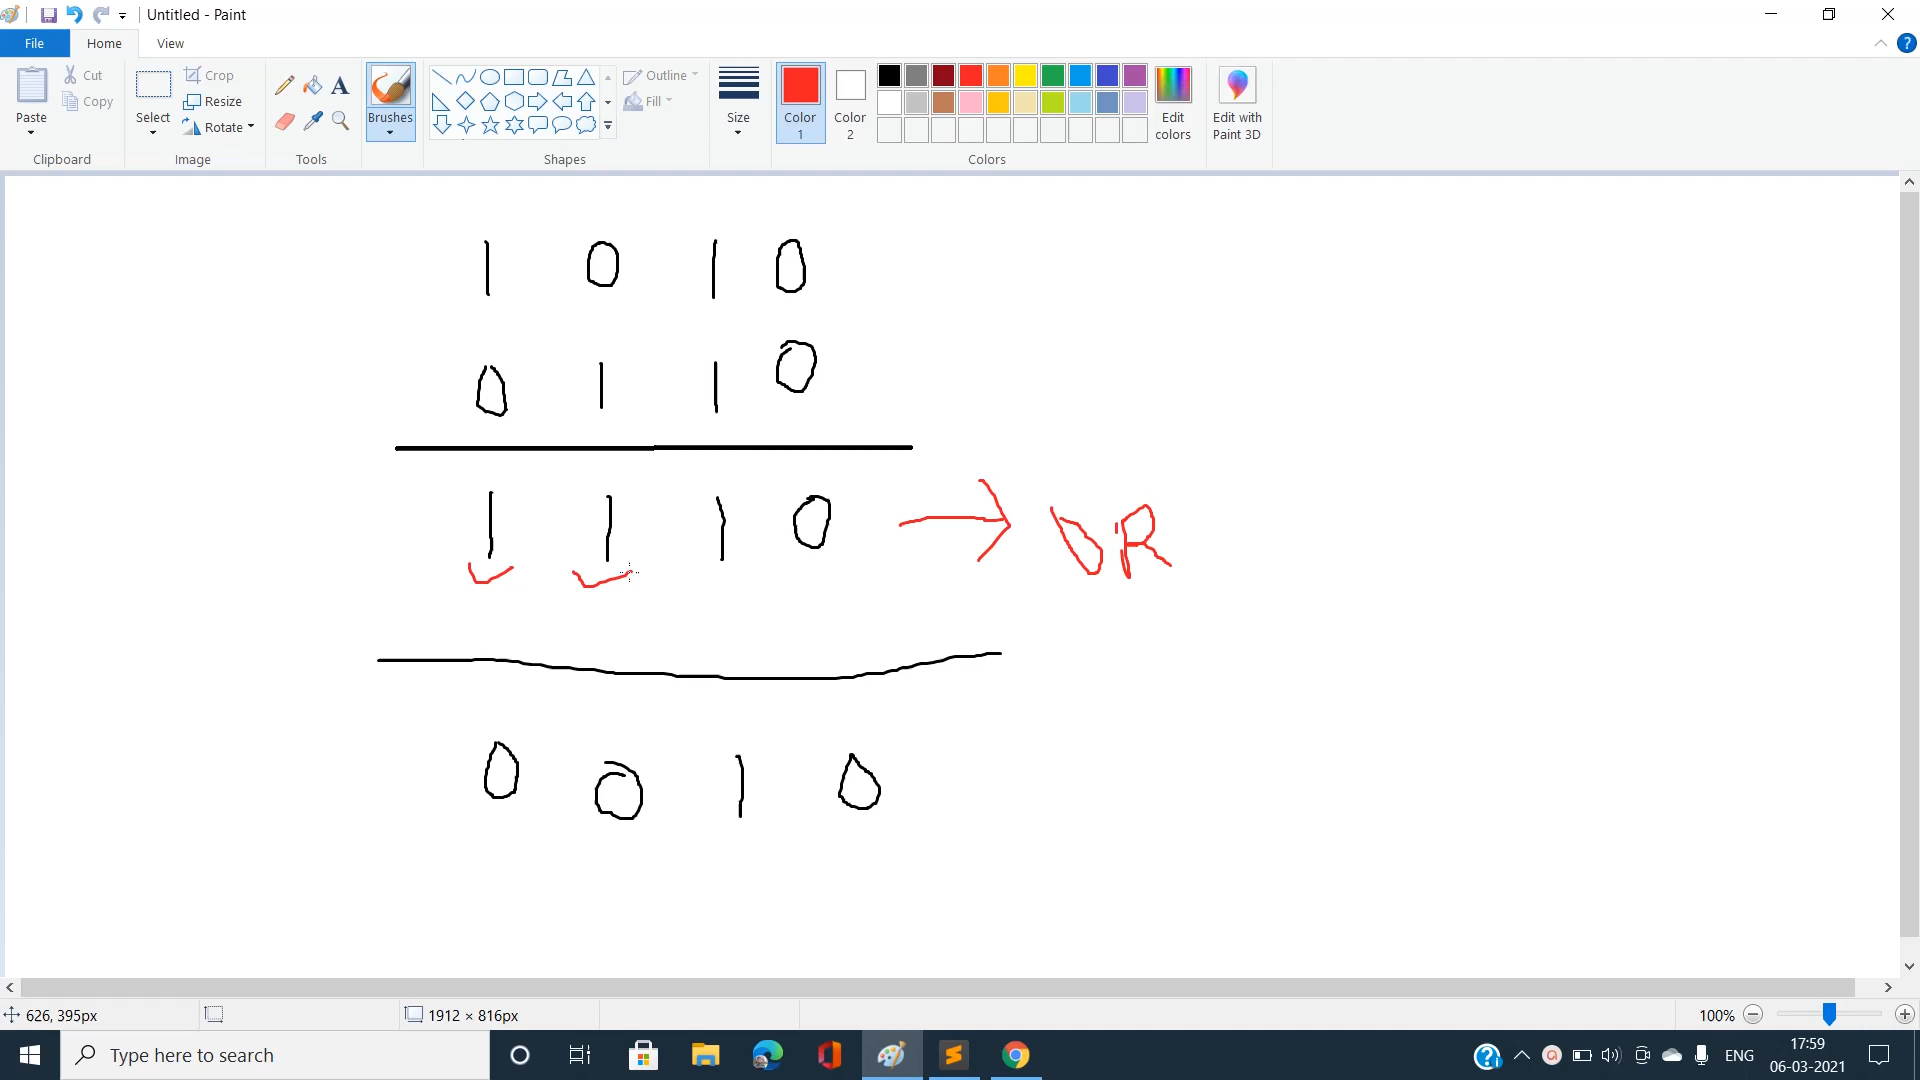 Untitled - Paint
File Home View
Paste Cut Copy Clipboard
Select Crop Resize Rotate Image
Tools
Brushes
Outline Fill Shapes
Size
Color 1 Color 2 Edit colors Colors
Edit with Paint 3D
1 0 1 0
0 1 1 0
1 1 1 0 OR
0 0 1 0
626, 395px 1912 × 816px 100%
Type here to search ENG 17:59
06-03-2021